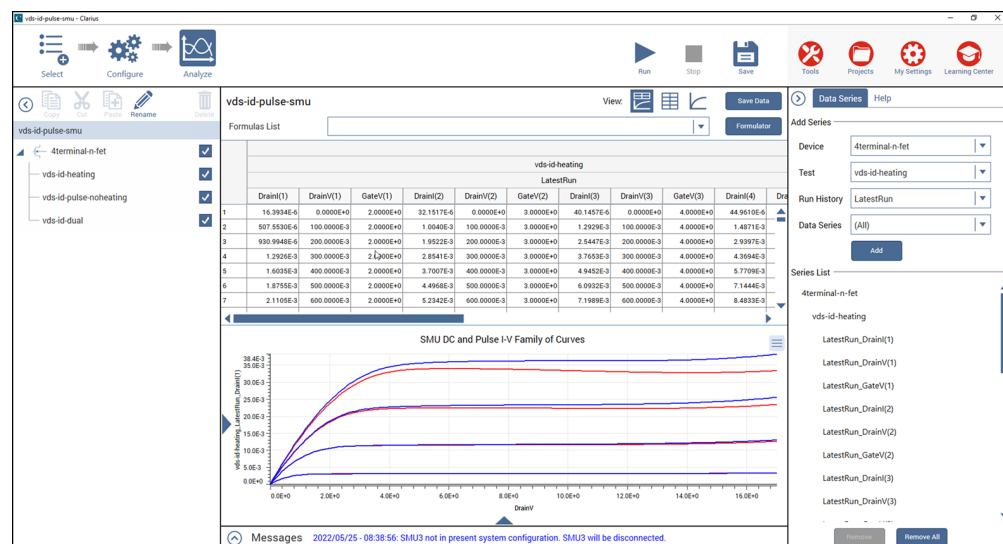 vds-id-pulse-smu - Clarius
Select
Configure
Analyze
Run
Stop
Save
Tools
Projects
My Settings
Learning Center
Copy
Cut
Paste
Rename
Delete
vds-id-pulse-smu
4terminal-n-fet
vds-id-heating
vds-id-pulse-noheating
vds-id-dual
vds-id-pulse-smu
View:
Save Data
Formulas List
Formulator
vds-id-heating
LatestRun
DrainI(1) DrainV(1) GateV(1) DrainI(2) DrainV(2) GateV(2) DrainI(3) DrainV(3) GateV(3) DrainI(4) Dra
1 16.3934E-6 0.0000E+0 2.0000E+0 32.1517E-6 0.0000E+0 3.0000E+0 40.1457E-6 0.0000E+0 4.0000E+0 44.9610E-6
2 507.5530E-6 100.0000E-3 2.0000E+0 1.0040E-3 100.0000E-3 3.0000E+0 1.2929E-3 100.0000E-3 4.0000E+0 1.4871E-3
3 930.9948E-6 200.0000E-3 2.0000E+0 1.9522E-3 200.0000E-3 3.0000E+0 2.5447E-3 200.0000E-3 4.0000E+0 2.9397E-3
4 1.2926E-3 300.0000E-3 2.0000E+0 2.8541E-3 300.0000E-3 3.0000E+0 3.7653E-3 300.0000E-3 4.0000E+0 4.3694E-3
5 1.6035E-3 400.0000E-3 2.0000E+0 3.7007E-3 400.0000E-3 3.0000E+0 4.9452E-3 400.0000E-3 4.0000E+0 5.7709E-3
6 1.8755E-3 500.0000E-3 2.0000E+0 4.4968E-3 500.0000E-3 3.0000E+0 6.0932E-3 500.0000E-3 4.0000E+0 7.1444E-3
7 2.1105E-3 600.0000E-3 2.0000E+0 5.2342E-3 600.0000E-3 3.0000E+0 7.1989E-3 600.0000E-3 4.0000E+0 8.4833E-3
SMU DC and Pulse I-V Family of Curves
vds-id-heating_LatestRun_DrainI(1)
38.4E-3
35.0E-3
30.0E-3
25.0E-3
20.0E-3
15.0E-3
10.0E-3
5.0E-3
0.0E+0
0.0E+0 2.0E+0 4.0E+0 6.0E+0 8.0E+0 10.0E+0 12.0E+0 14.0E+0 16.0E+0
DrainV
Messages 2022/05/25 - 08:38:56: SMU3 not in present system configuration. SMU3 will be disconnected.
Data Series
Help
Add Series
Device 4terminal-n-fet
Test vds-id-heating
Run History LatestRun
Data Series (All)
Add
Series List
4terminal-n-fet
vds-id-heating
LatestRun_DrainI(1)
LatestRun_DrainV(1)
LatestRun_GateV(1)
LatestRun_DrainI(2)
LatestRun_DrainV(2)
LatestRun_GateV(2)
LatestRun_DrainI(3)
LatestRun_DrainV(3)
Remove
Remove All